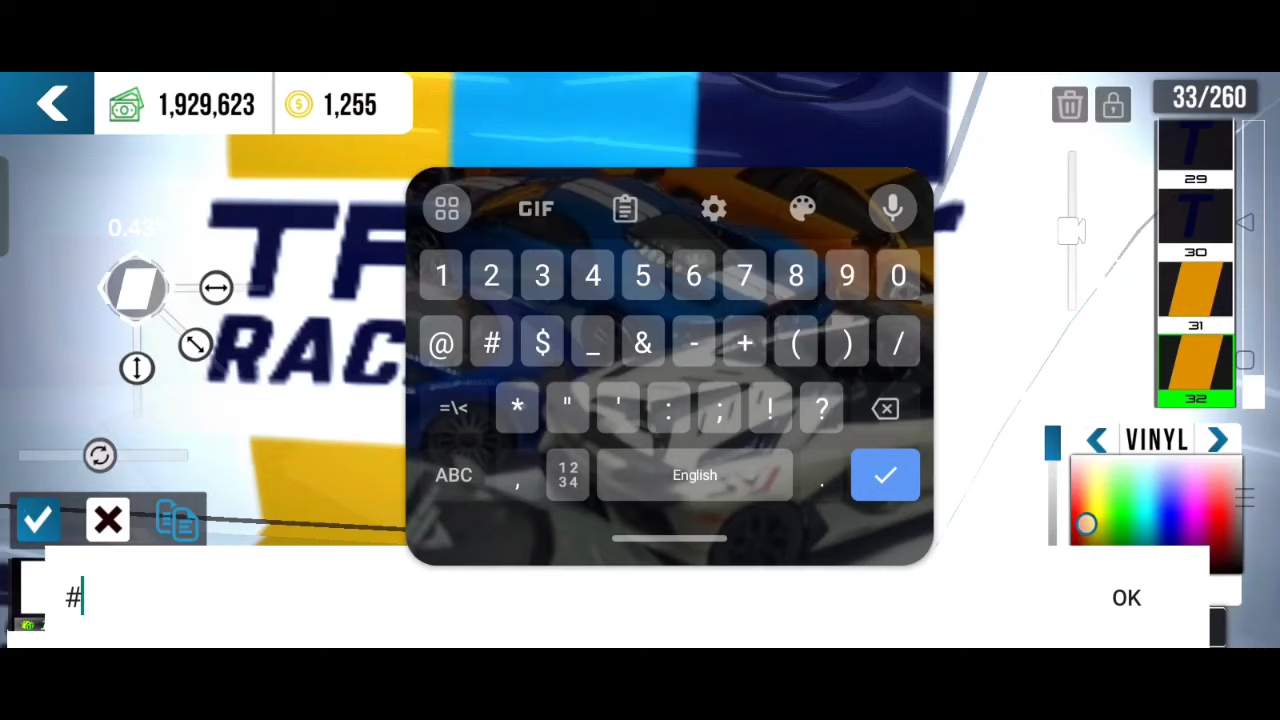 1,929,623
1,255
33/260
29
0.43°
GIF
1 2 3 4 5 6 7 8 9 0
30
@ # $ _ & - + ( ) /
RAC
31
=\< * " ' : ; ! ?
32
VINYL
ABC , 12 34 English .
#
OK